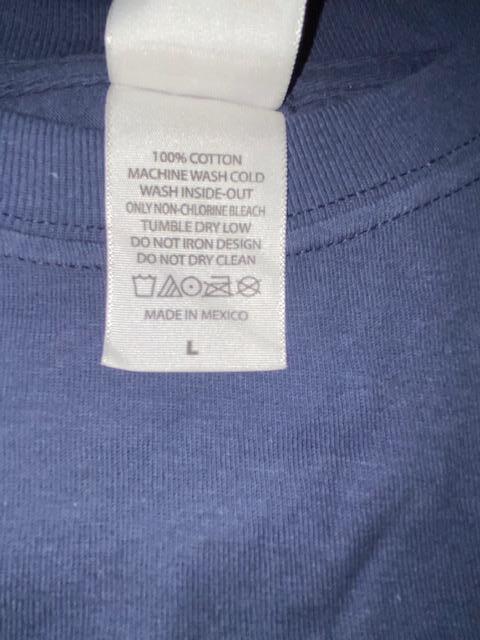 100% COTTON
MACHINE WASH COLD
WASH INSIDE-OUT
ONLY NON-CHLORINE BLEACH
TUMBLE DRY LOW
DO NOT IRON DESIGN
DO NOT DRY CLEAN
MADE IN MEXICO
L